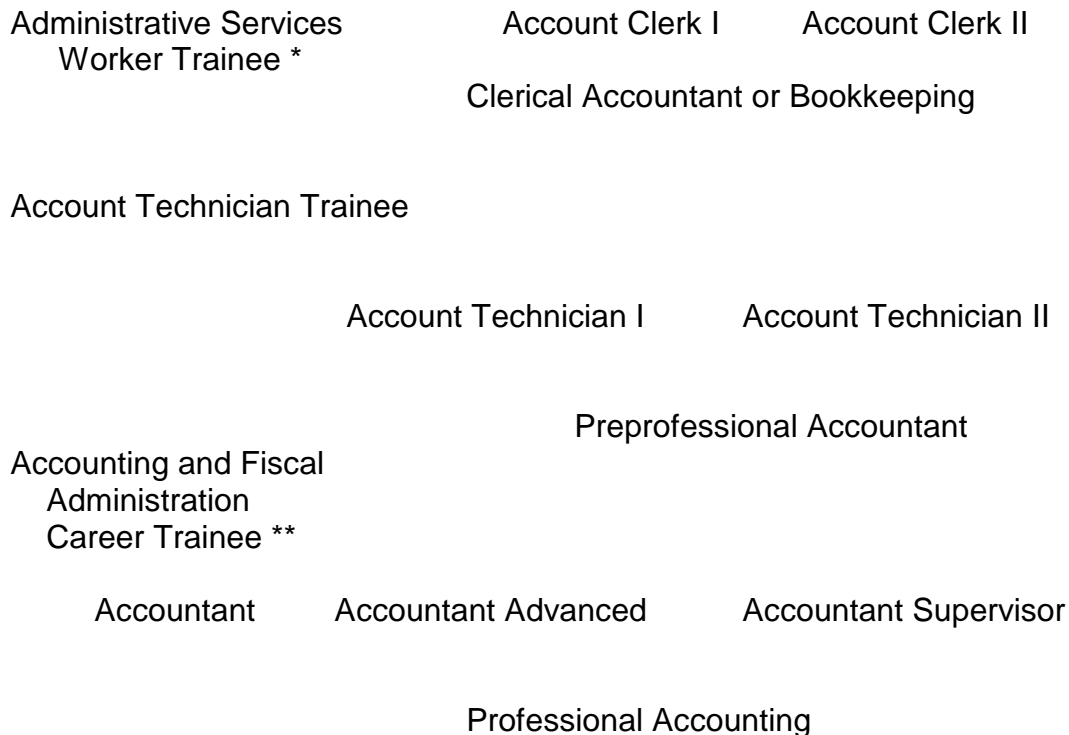 Administrative Services Account Clerk I Account Clerk II
Worker Trainee *
Clerical Accountant or Bookkeeping
Account Technician Trainee
Account Technician I Account Technician II
Preprofessional Accountant
Accounting and Fiscal
Administration
Career Trainee **
Accountant Accountant Advanced Accountant Supervisor
Professional Accounting